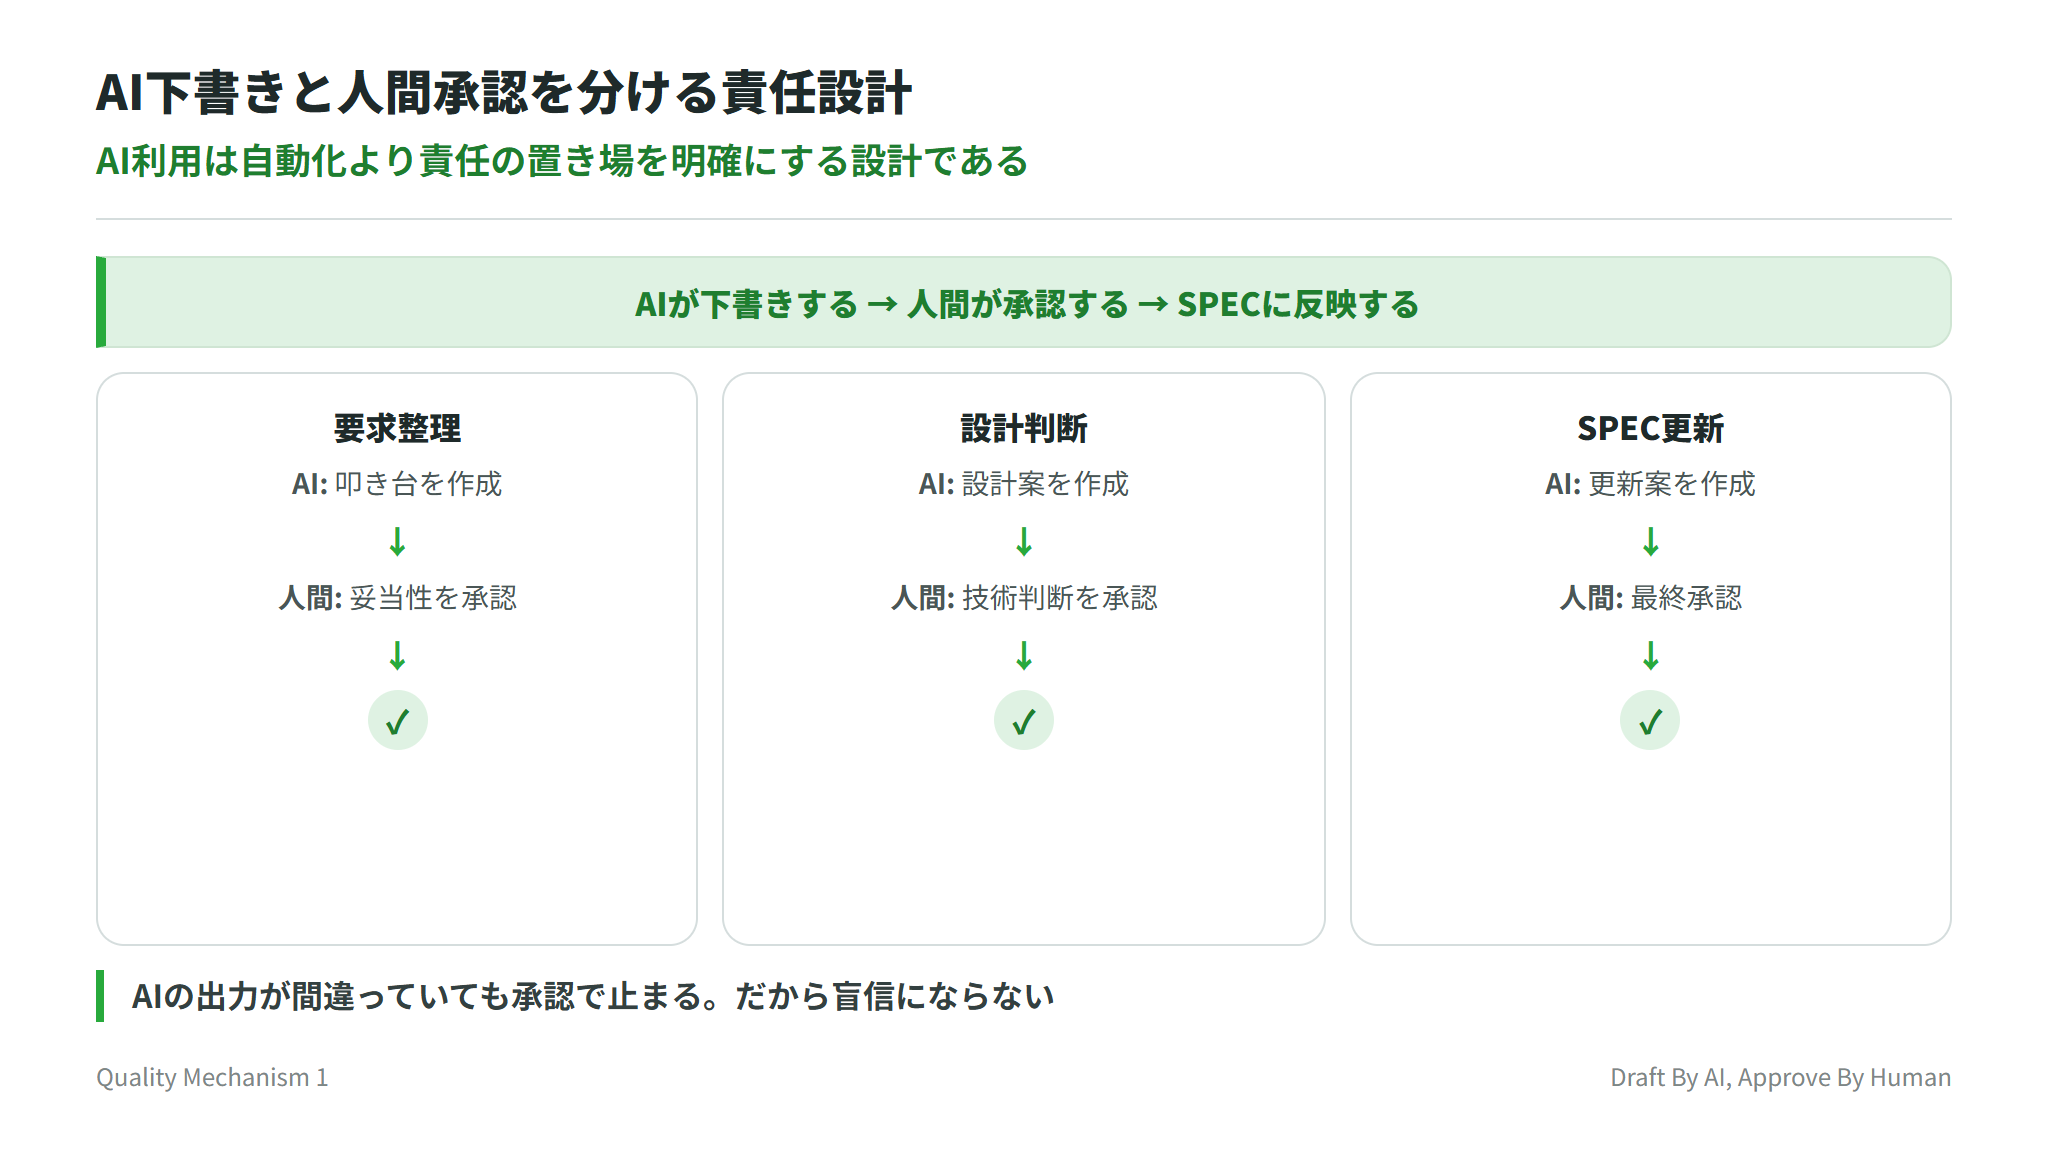 AI下書きと人間承認を分ける責任設計
AI利用は自動化より責任の置き場を明確にする設計である
AIが下書きする → 人間が承認する → SPECに反映する
要求整理
AI: 叩き台を作成
↓
人間: 妥当性を承認
↓
✓
設計判断
AI: 設計案を作成
↓
人間: 技術判断を承認
↓
✓
SPEC更新
AI: 更新案を作成
↓
人間: 最終承認
↓
✓
AIの出力が間違っていても承認で止まる。だから盲信にならない
Quality Mechanism 1
Draft By AI, Approve By Human